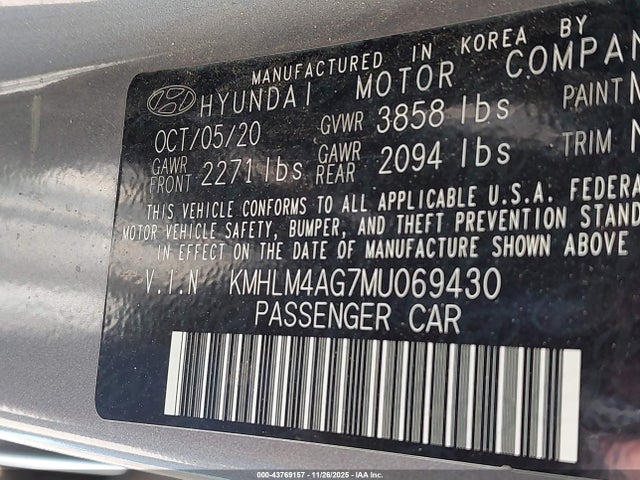 MANUFACTURED IN KOREA BY
HYUNDAI MOTOR COMPAN
OCT/05/20 GVWR 3858 lbs PAINT
GAWR FRONT 2271 lbs GAWR REAR 2094 lbs TRIM
THIS VEHICLE CONFORMS TO ALL APPLICABLE U.S.A. FEDERA
MOTOR VEHICLE SAFETY, BUMPER, AND THEFT PREVENTION STAND
IN EFFECT ON THE DATE OF MANUFACTURE SHOWN ABOVE
V.I.N KMHLM4AG7MU069430
PASSENGER CAR
000-43769157 11/26/2025 IAAI.COM